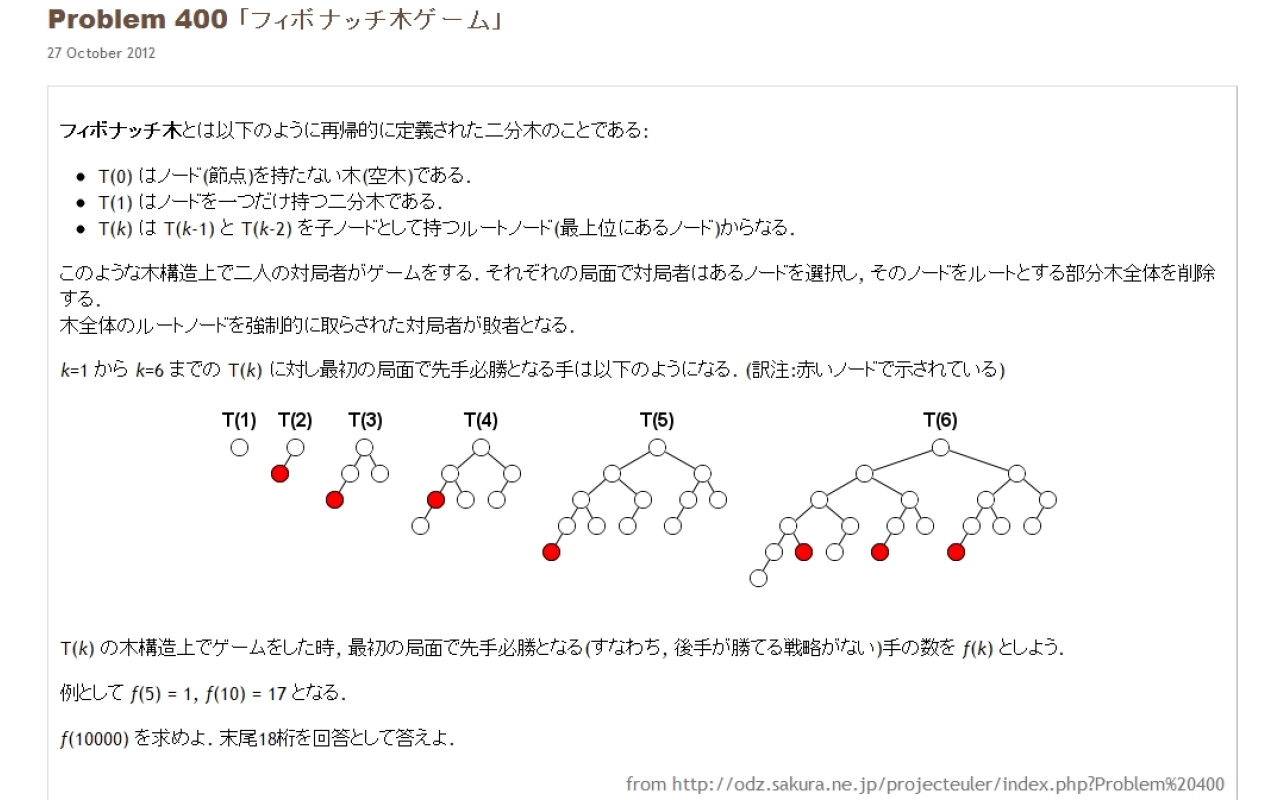 Problem 400 「フィボナッチ木ゲーム」
27 October 2012
フィボナッチ木とは以下のように再帰的に定義された二分木のことである:
● T(0) はノード(節点)を持たない木(空木)である.
● T(1) はノードを一つだけ持つ二分木である.
● T(k) は T(k-1) と T(k-2) を子ノードとして持つルートノード(最上位にあるノード)からなる.
このような木構造上で二人の対局者がゲームをする. それぞれの局面で対局者はあるノードを選択し, そのノードをルートとする部分木全体を削除
する.
木全体のルートノードを強制的に取らされた対局者が敗者となる.
k=1 から k=6 までの T(k) に対し最初の局面で先手必勝となる手は以下のようになる. (訳注:赤いノードで示されている)
T(1) T(2) T(3) T(4) T(5) T(6)
T(k) の木構造上でゲームをした時, 最初の局面で先手必勝となる(すなわち, 後手が勝てる戦略がない)手の数を f(k) としよう.
例として f(5) = 1, f(10) = 17 となる.
f(10000) を求めよ. 末尾18桁を回答として答えよ.
from http://odz.sakura.ne.jp/projecteuler/index.php?Problem%20400